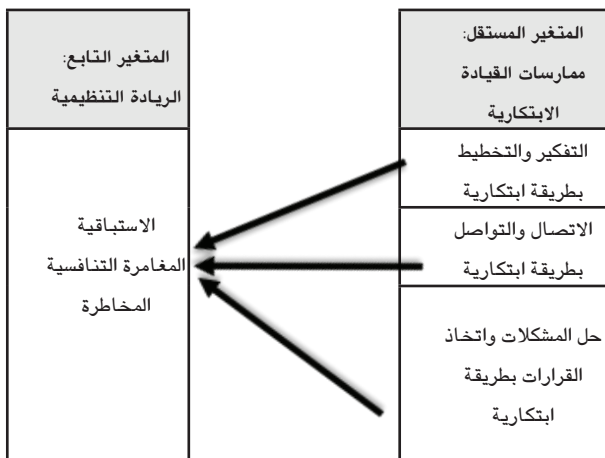 المتغير المستقل:
ممارسات القيادة
الابتكارية
التفكير والتخطيط
بطريقة ابتكارية
الاتصال والتواصل
بطريقة ابتكارية
حل المشكلات واتخاذ
القرارات بطريقة
ابتكارية
المتغير التابع:
الريادة التنظيمية
الاستباقية
المغامرة التنافسية
المخاطرة